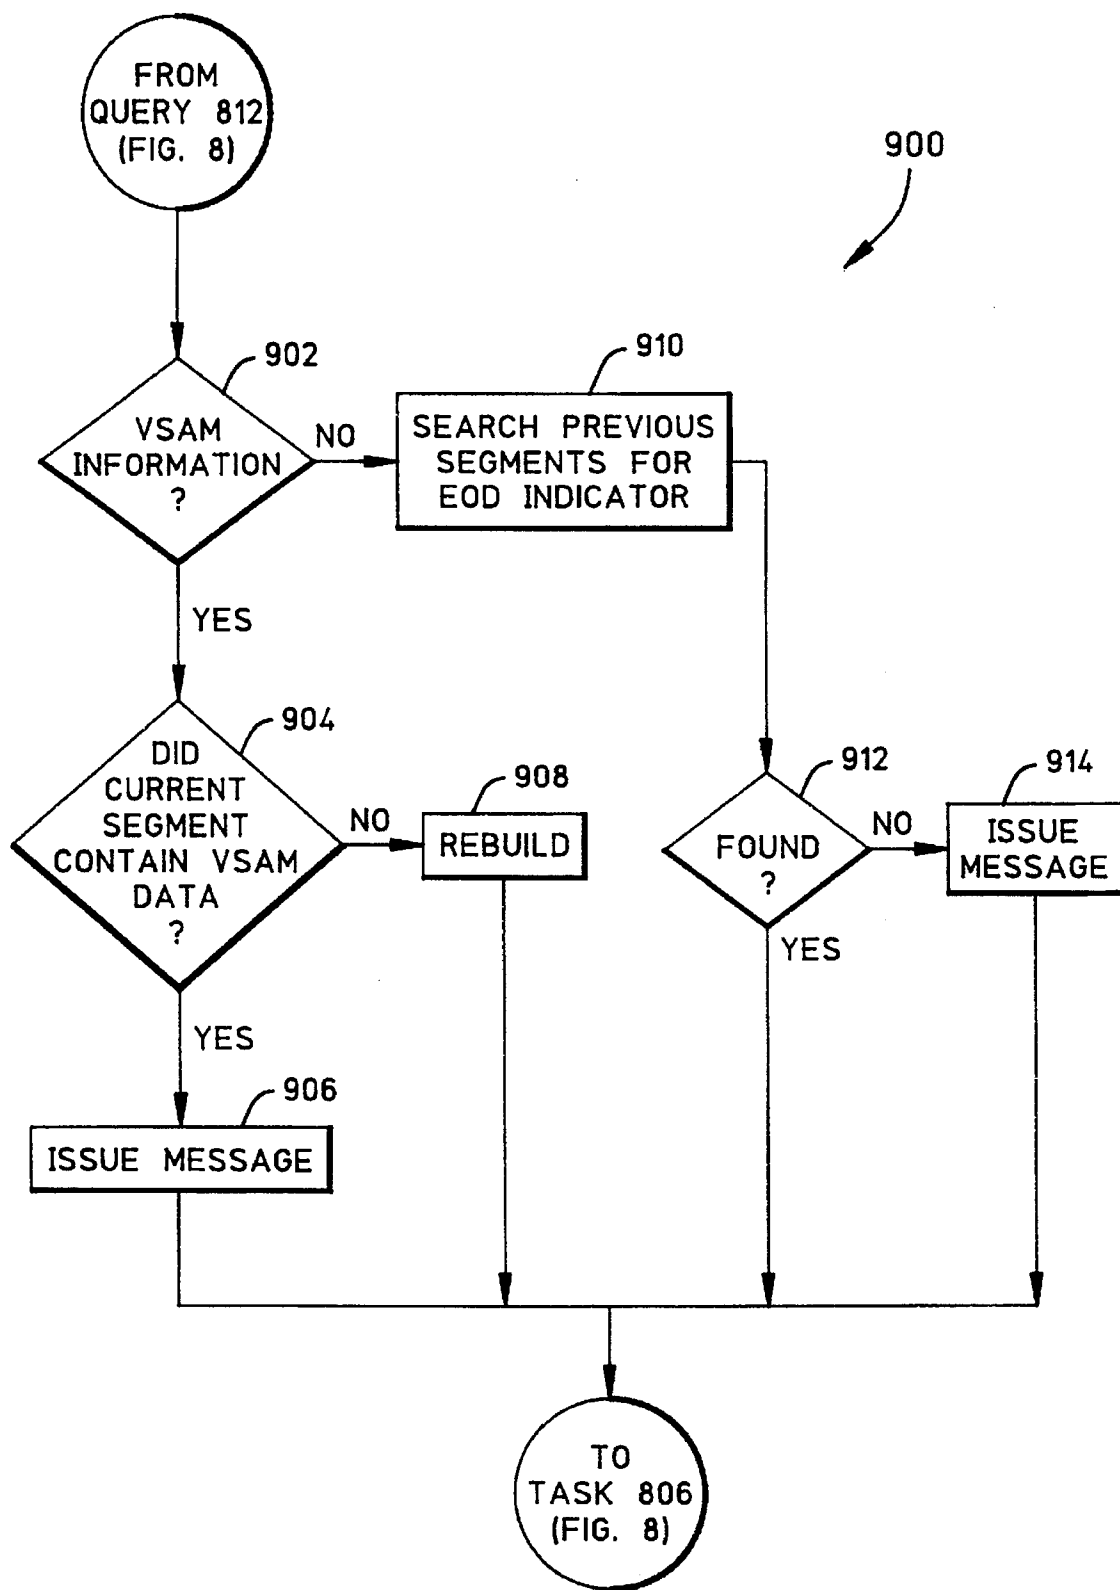 FROM
QUERY 812
(FIG. 8)
900
902
VSAM
INFORMATION
?
NO
910
SEARCH PREVIOUS
SEGMENTS FOR
EOD INDICATOR
YES
904
DID
CURRENT
SEGMENT
CONTAIN VSAM
DATA
?
NO
908
REBUILD
912
FOUND
?
NO
914
ISSUE
MESSAGE
YES
YES
906
ISSUE MESSAGE
TO
TASK 806
(FIG. 8)